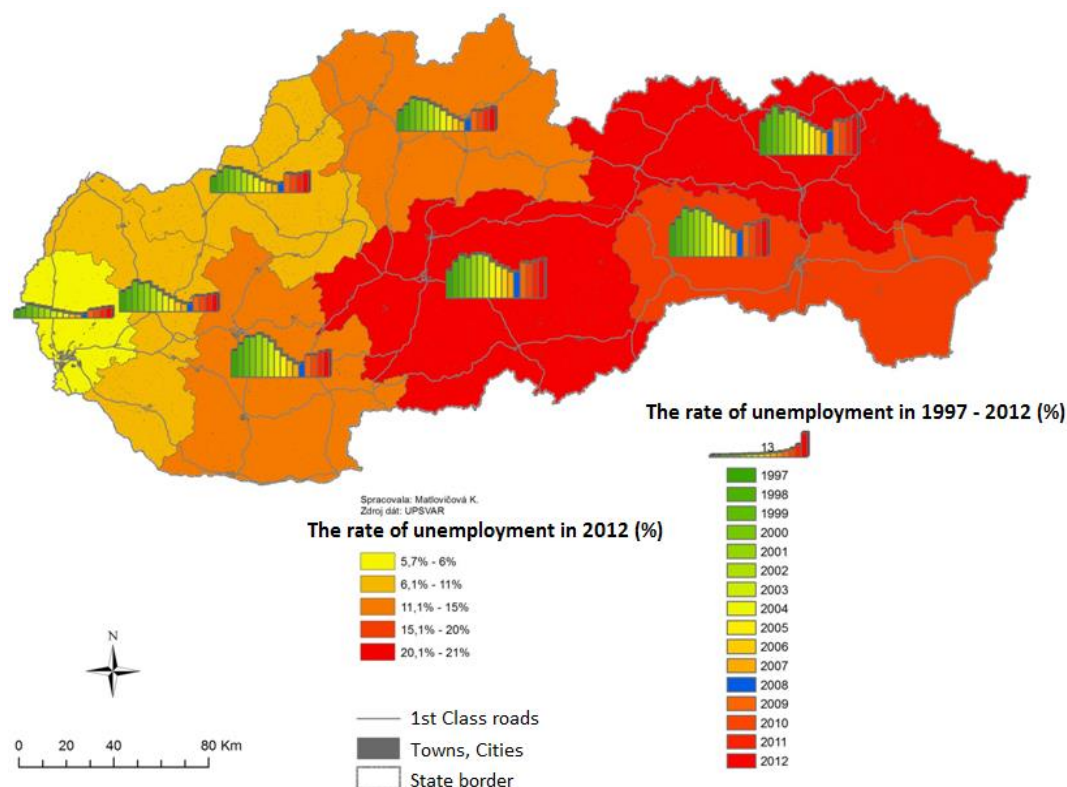 The rate of unemployment in 1997 - 2012 (%)
13
1997
1998
1999
2000
2001
2002
2003
2004
2005
2006
2007
2008
2009
2010
2011
2012
Spracovala: Matlovičová K.
Zdroj dát: UPSVAR
The rate of unemployment in 2012 (%)
5,7% - 6%
6,1% - 11%
11,1% - 15%
15,1% - 20%
20,1% - 21%
N
1st Class roads
Towns, Cities
State border
0 20 40 80 Km